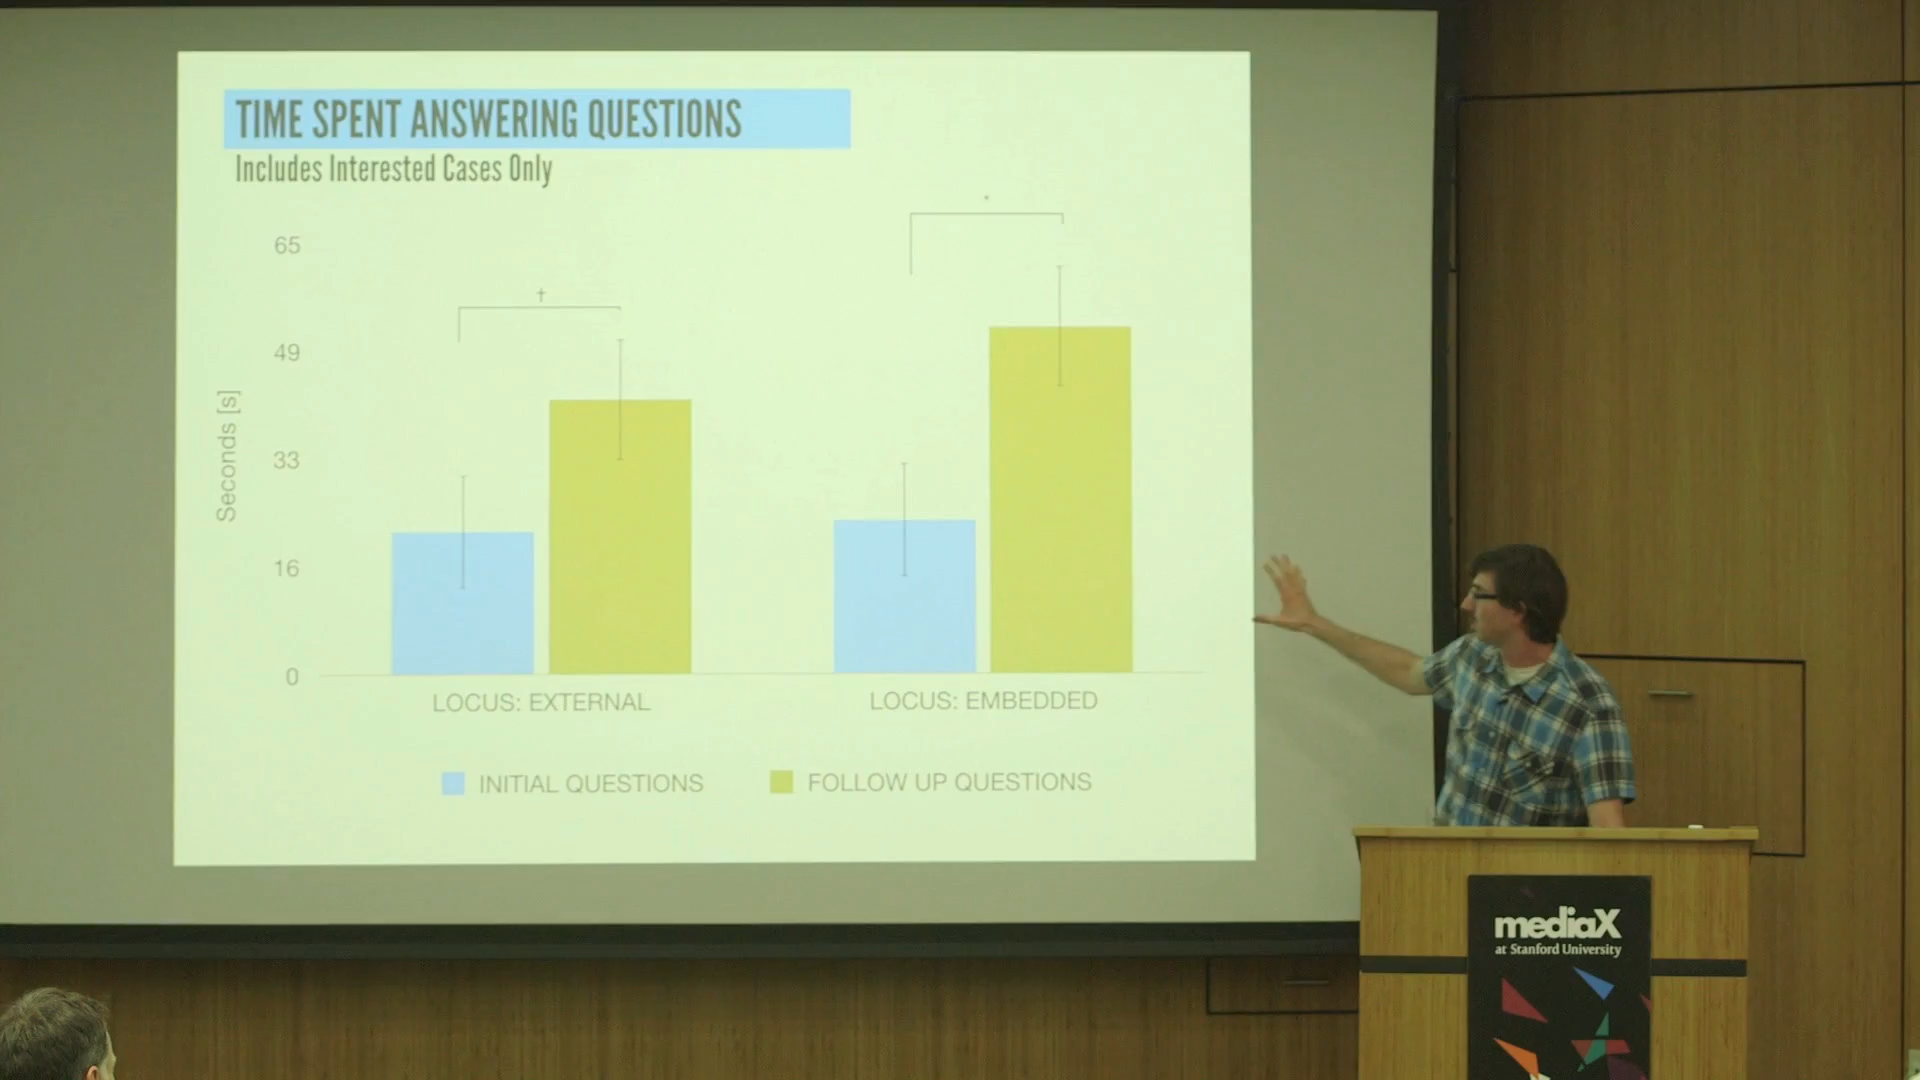 TIME SPENT ANSWERING QUESTIONS
Includes Interested Cases Only
*
†
65
49
33
16
0
Seconds [s]
LOCUS: EXTERNAL
LOCUS: EMBEDDED
INITIAL QUESTIONS
FOLLOW UP QUESTIONS
mediaX
at Stanford University